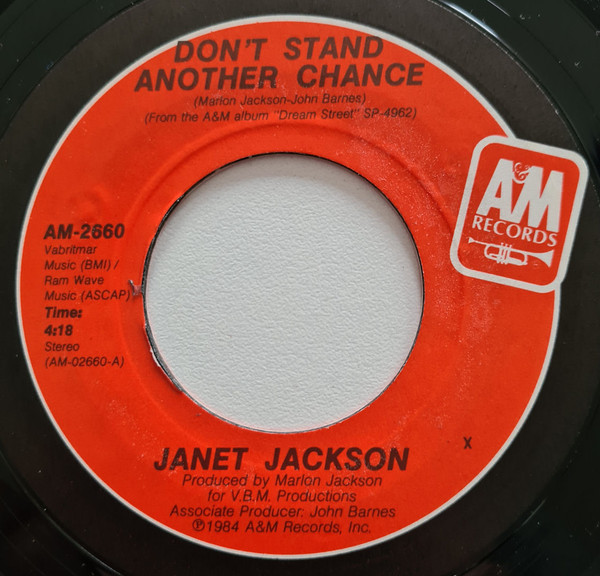 DON'T STAND
ANOTHER CHANCE
(Marlon Jackson-John Barnes)
(From the A&M album "Dream Street" SP-4962)
A&M
RECORDS
AM-2660
Vabritmar
Music (BMI) /
Ram Wave
Music (ASCAP)
Time:
4:18
Stereo
(AM-02660-A)
JANET JACKSON
X
Produced by Marlon Jackson
for V.B.M. Productions
Associate Producer: John Barnes
℗1984 A&M Records, Inc.